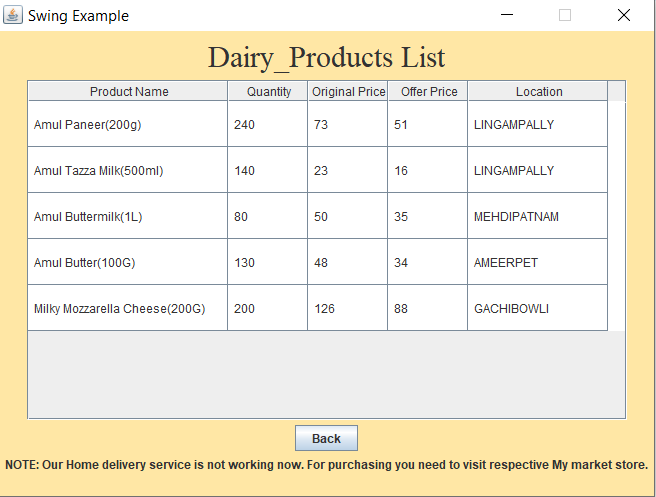 Swing Example
Dairy_Products List
Product Name Quantity Original Price Offer Price Location
Amul Paneer(200g) 240 73 51 LINGAMPALLY
Amul Tazza Milk(500ml) 140 23 16 LINGAMPALLY
Amul Buttermilk(1L) 80 50 35 MEHDIPATNAM
Amul Butter(100G) 130 48 34 AMEERPET
Milky Mozzarella Cheese(200G) 200 126 88 GACHIBOWLI
Back
NOTE: Our Home delivery service is not working now. For purchasing you need to visit respective My market store.